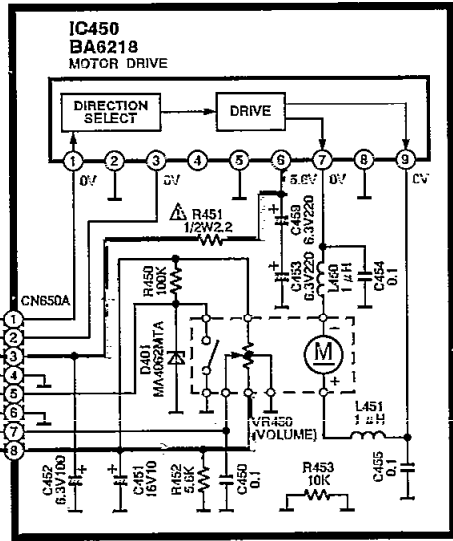 IC450
BA6218
MOTOR DRIVE
DIRECTION
SELECT
DRIVE
1
2
3
4
5
6
7
8
9
0V
0V
5.8V
0V
0V
R451
1/2W2.2
C459
6.3V220
C453
6.3V220
L450
1μH
C454
0.1
R450
100K
CN650A
1
2
3
4
5
6
7
8
D401
MA4062MTA
M
VR450
(VOLUME)
L451
1μH
C452
6.3V100
C451
16V10
R452
5.6K
C450
0.1
R453
10K
C455
0.1